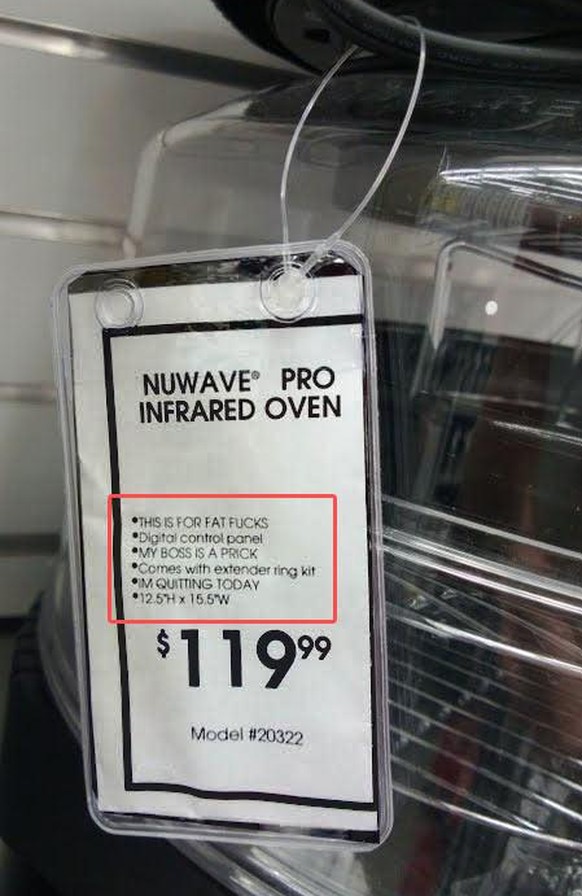 NUWAVE® PRO
INFRARED OVEN
•THIS IS FOR FAT FUCKS
•Digital control panel
•MY BOSS IS A PRICK
•Comes with extender ring kit
•IM QUITTING TODAY
•12.5"H x 15.5"W
$119⁹⁹
Model #20322